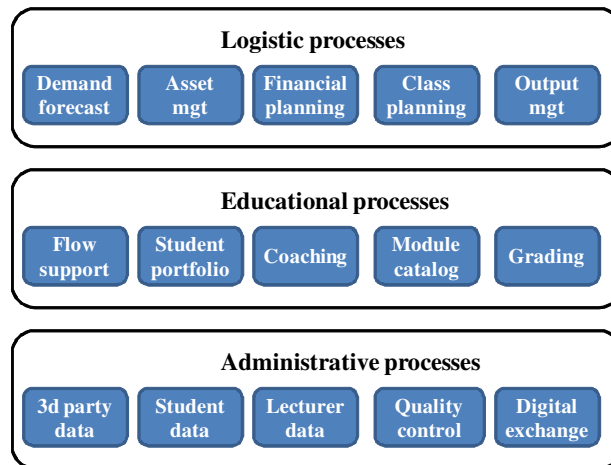 Logistic processes
Demand forecast
Asset mgt
Financial planning
Class planning
Output mgt
Educational processes
Flow support
Student portfolio
Coaching
Module catalog
Grading
Administrative processes
3d party data
Student data
Lecturer data
Quality control
Digital exchange